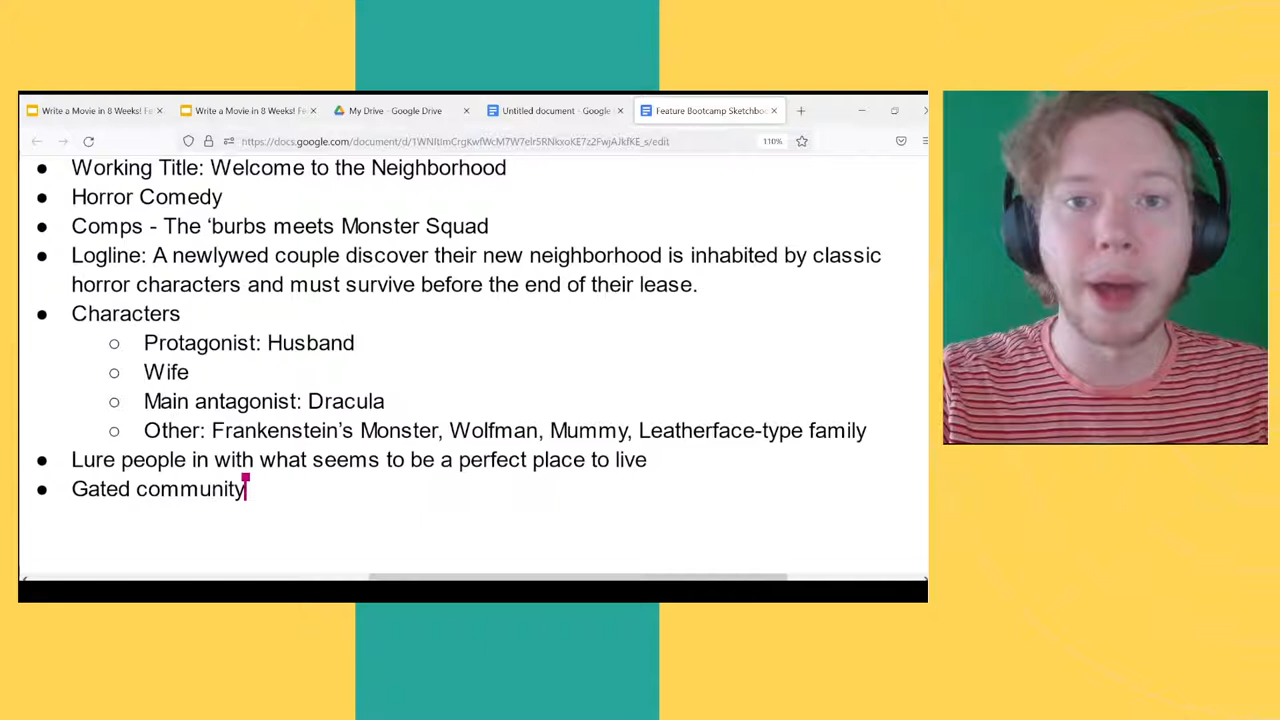 Write a Movie in 8 Weeks! Fe
Write a Movie in 8 Weeks! F
My Drive - Google Drive
Untitled document - Google
Feature Bootcamp Sketchboo
110%
● Working Title: Welcome to the Neighborhood
● Horror Comedy
● Comps - The ‘burbs meets Monster Squad
● Logline: A newlywed couple discover their new neighborhood is inhabited by classic
horror characters and must survive before the end of their lease.
● Characters
○ Protagonist: Husband
○ Wife
○ Main antagonist: Dracula
○ Other: Frankenstein’s Monster, Wolfman, Mummy, Leatherface-type family
● Lure people in with what seems to be a perfect place to live
● Gated community